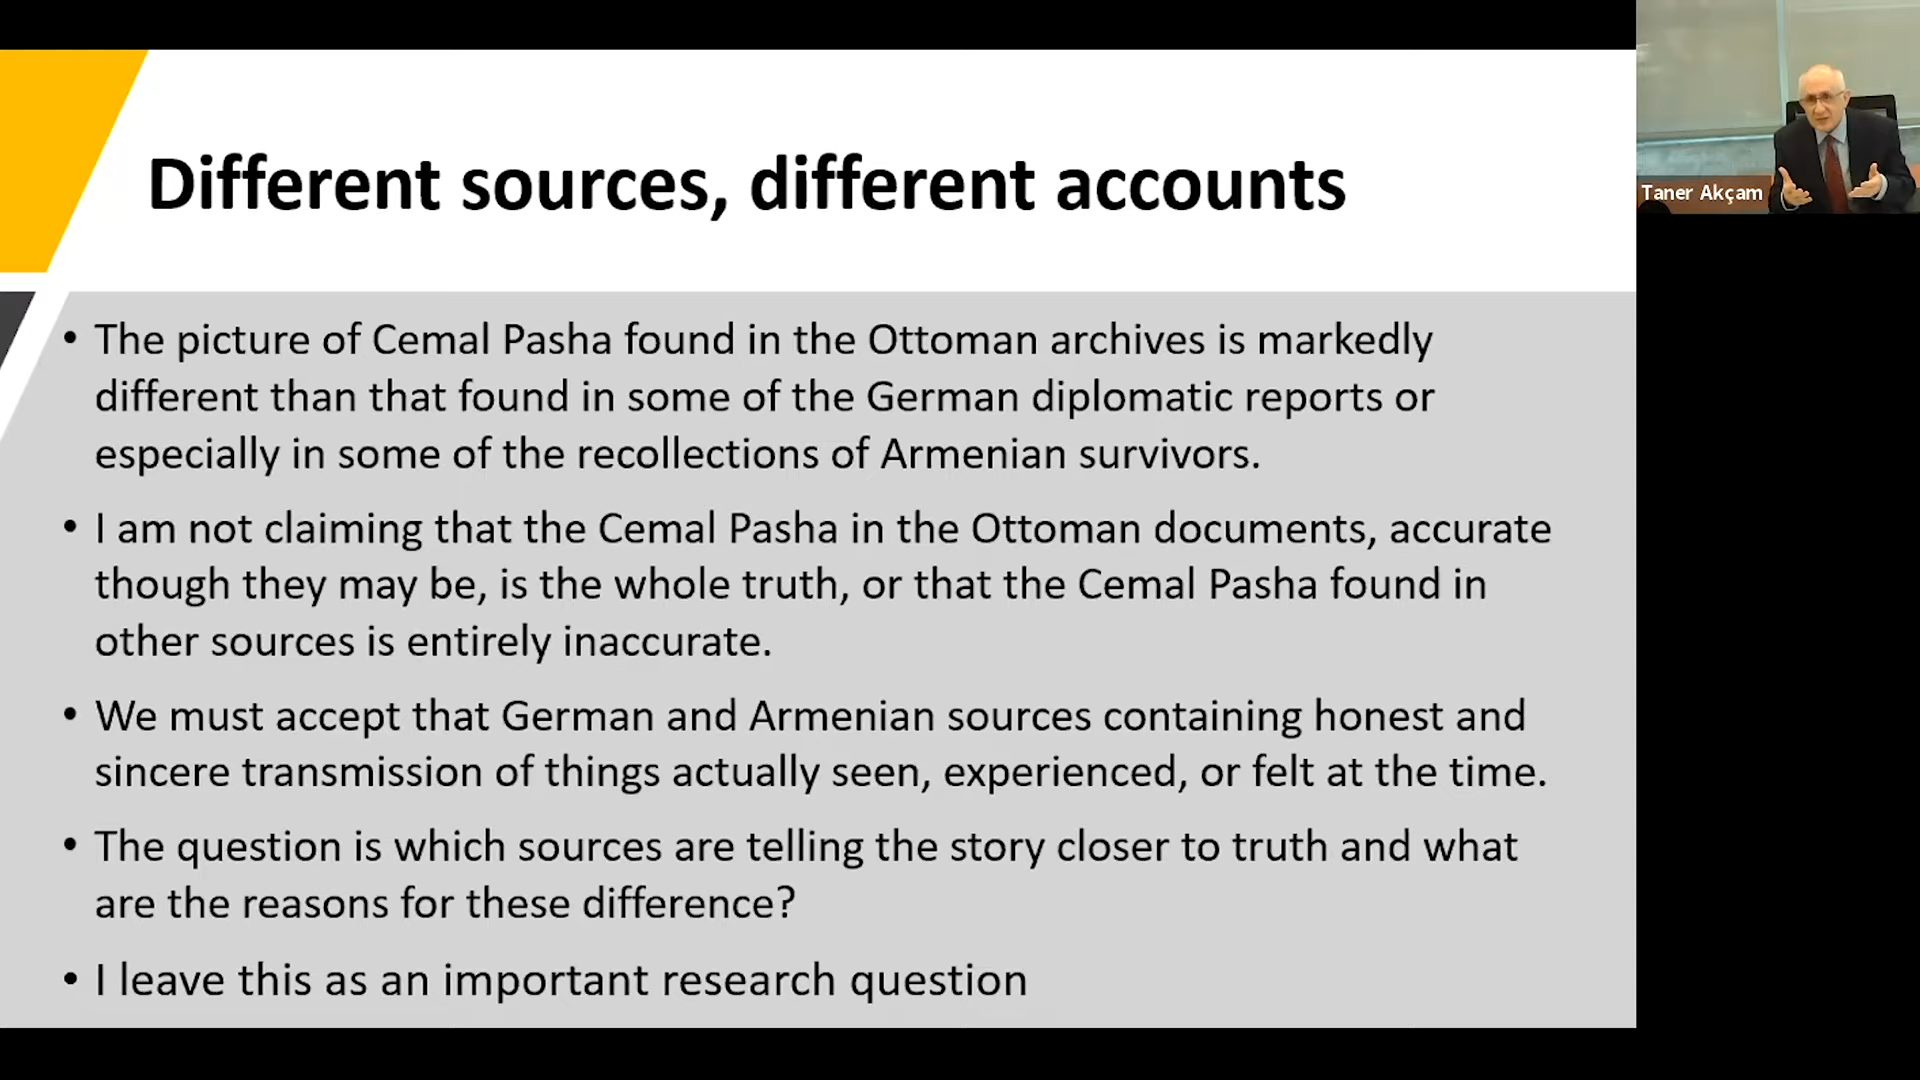 Different sources, different accounts
• The picture of Cemal Pasha found in the Ottoman archives is markedly
different than that found in some of the German diplomatic reports or
especially in some of the recollections of Armenian survivors.
• I am not claiming that the Cemal Pasha in the Ottoman documents, accurate
though they may be, is the whole truth, or that the Cemal Pasha found in
other sources is entirely inaccurate.
• We must accept that German and Armenian sources containing honest and
sincere transmission of things actually seen, experienced, or felt at the time.
• The question is which sources are telling the story closer to truth and what
are the reasons for these difference?
• I leave this as an important research question
Taner Akçam